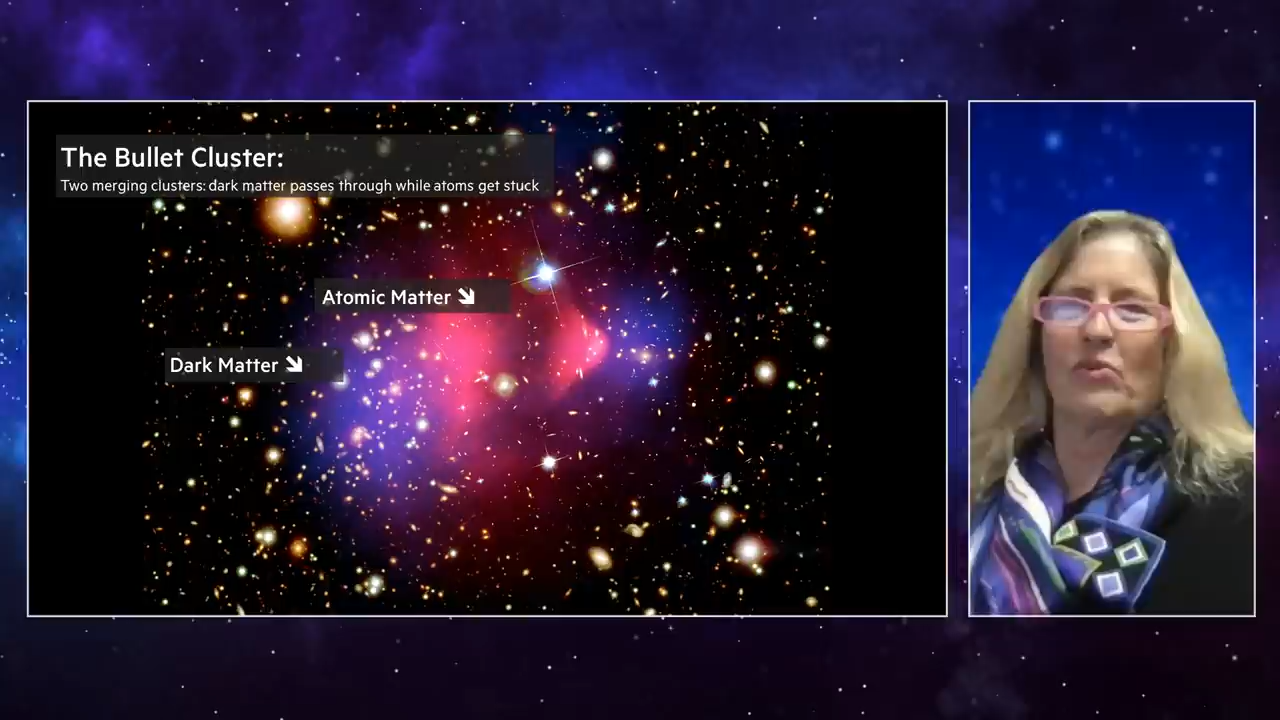 The Bullet Cluster:
Two merging clusters: dark matter passes through while atoms get stuck
Atomic Matter ↘
Dark Matter ↘